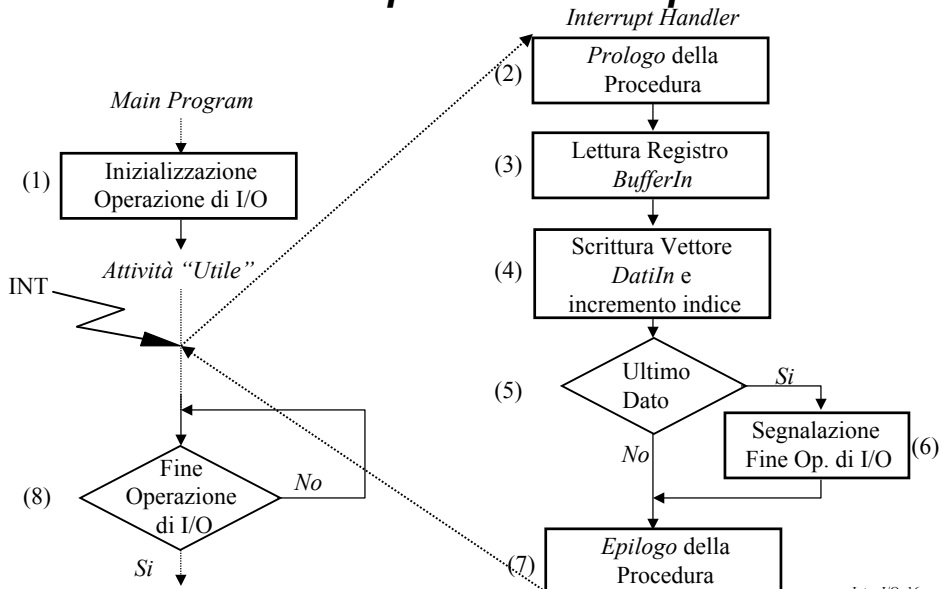 Interrupt Handler
(2)
Prologo della
Procedura
Main Program
(1)
Inizializzazione
Operazione di I/O
(3)
Lettura Registro
BufferIn
Attività “Utile”
INT
(4)
Scrittura Vettore
DatiIn e
incremento indice
(5)
Ultimo
Dato
Si
No
Segnalazione
Fine Op. di I/O
(6)
(8)
Fine
Operazione
di I/O
No
Si
(7)
Epilogo della
Procedura